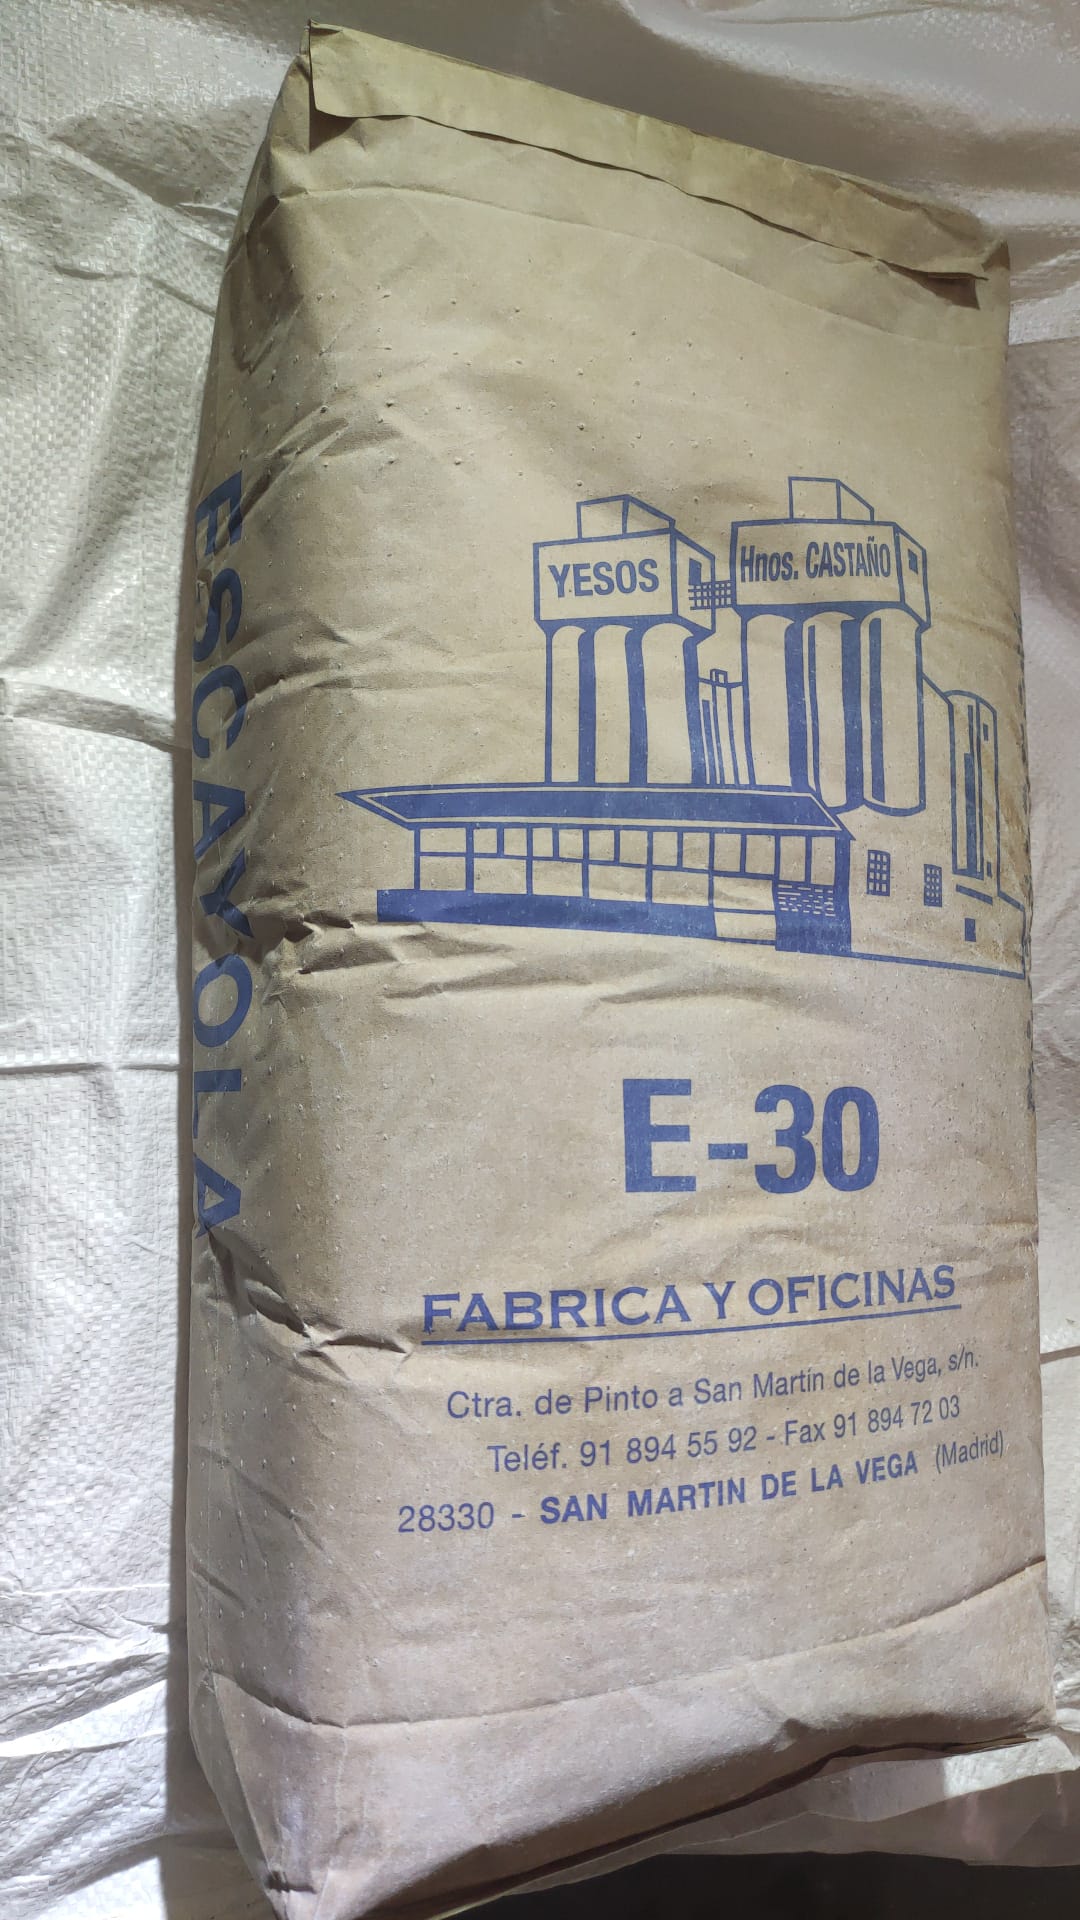 ESCAYOLA
YESOS
Hnos. CASTAÑO
E-30
FABRICA Y OFICINAS
Ctra. de Pinto a San Martín de la Vega, s/n.
Teléf. 91 894 55 92 - Fax 91 894 72 03
28330 - SAN MARTIN DE LA VEGA (Madrid)